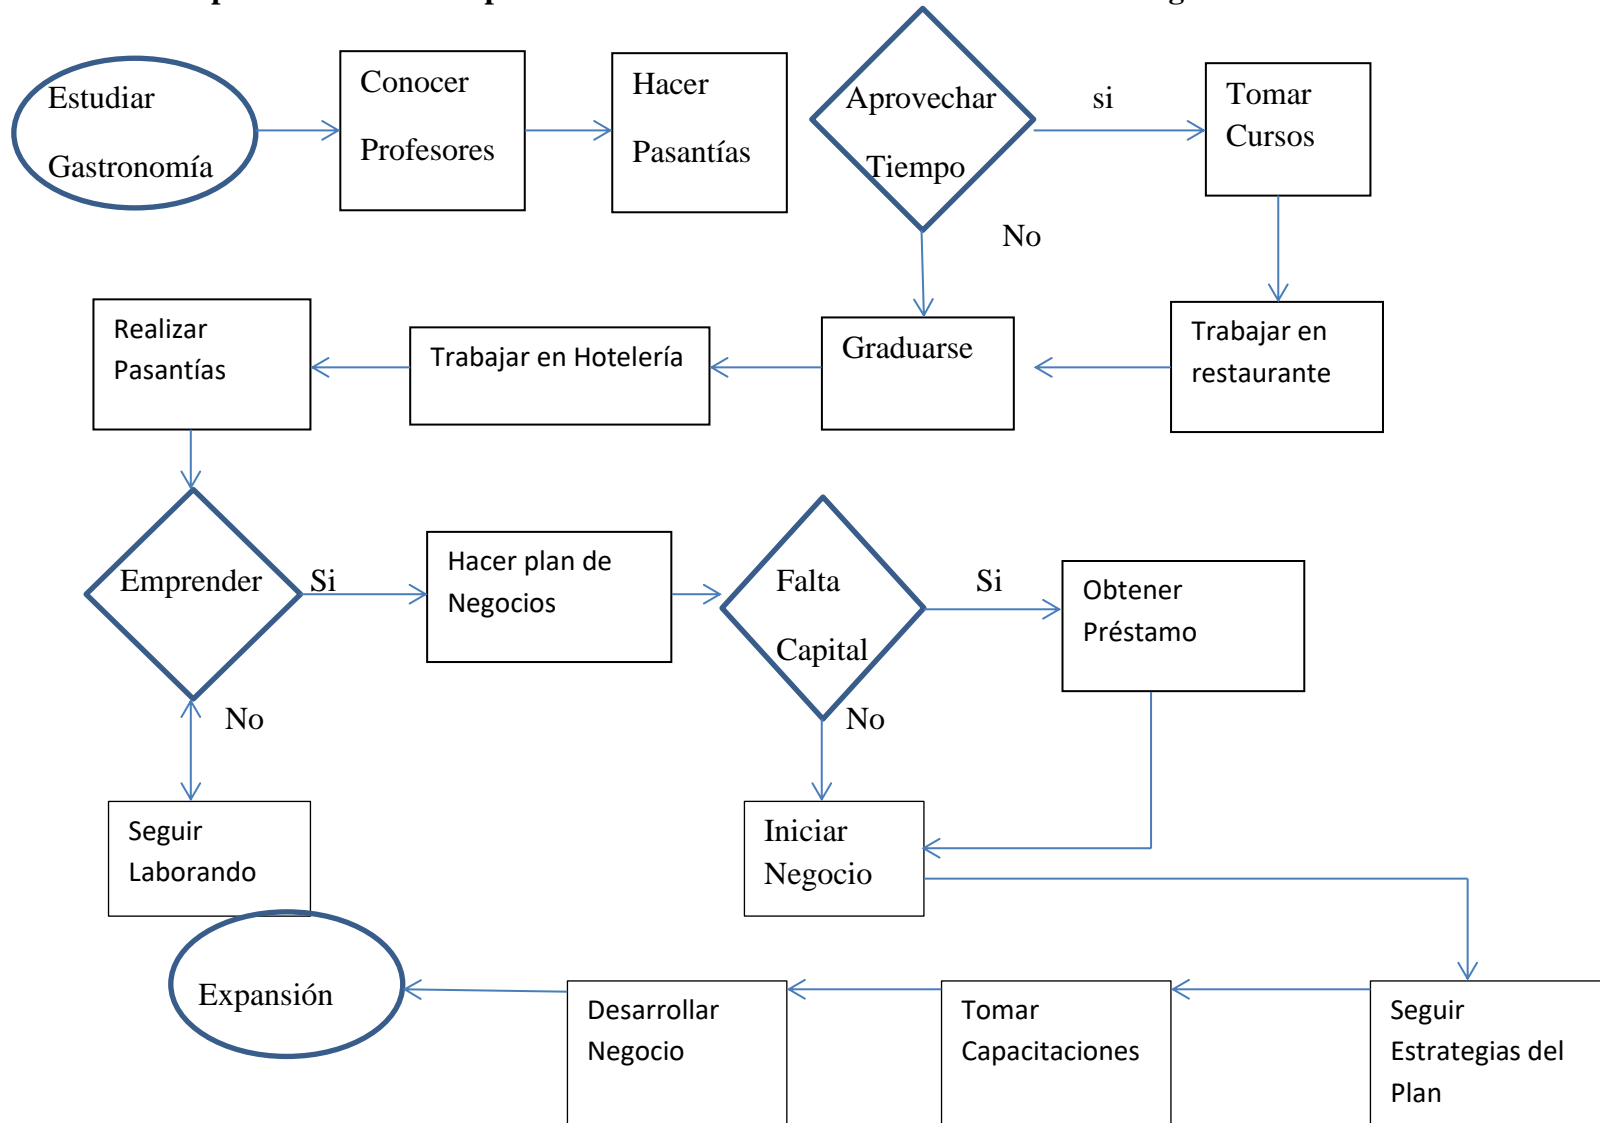 Estudiar
Gastronomía
Conocer
Profesores
Hacer
Pasantías
Aprovechar
Tiempo
si
Tomar
Cursos
No
Realizar
Pasantías
Trabajar en Hotelería
Graduarse
Trabajar en
restaurante
Emprender
Si
Hacer plan de
Negocios
Falta
Capital
Si
Obtener
Préstamo
No
No
Seguir
Laborando
Iniciar
Negocio
Expansión
Desarrollar
Negocio
Tomar
Capacitaciones
Seguir
Estrategias del
Plan